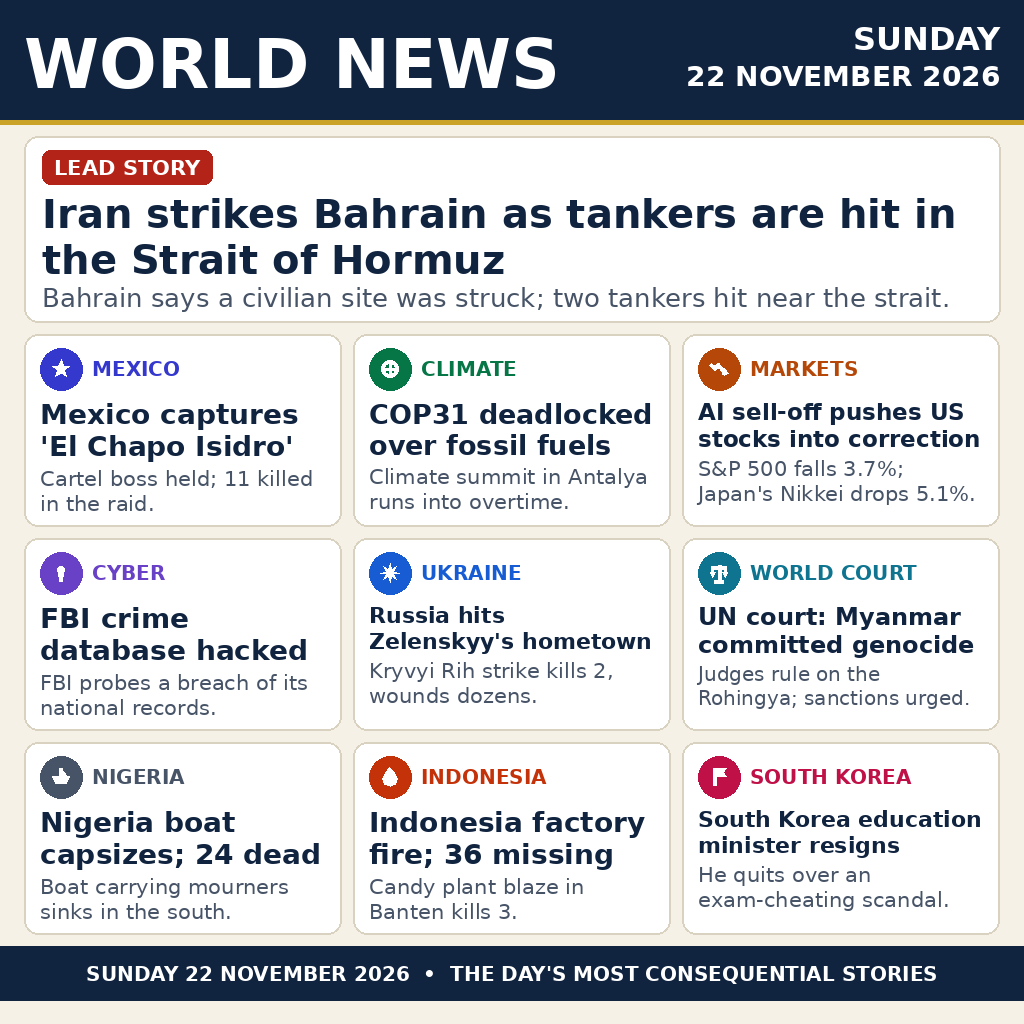 WORLD NEWS
SUNDAY
22 NOVEMBER 2026
LEAD STORY
Iran strikes Bahrain as tankers are hit in
the Strait of Hormuz
Bahrain says a civilian site was struck; two tankers hit near the strait.
MEXICO
Mexico captures
'El Chapo Isidro'
Cartel boss held; 11 killed
in the raid.
CLIMATE
COP31 deadlocked
over fossil fuels
Climate summit in Antalya
runs into overtime.
MARKETS
AI sell-off pushes US
stocks into correction
S&P 500 falls 3.7%;
Japan's Nikkei drops 5.1%.
CYBER
FBI crime
database hacked
FBI probes a breach of its
national records.
UKRAINE
Russia hits
Zelenskyy's hometown
Kryvyi Rih strike kills 2,
wounds dozens.
WORLD COURT
UN court: Myanmar
committed genocide
Judges rule on the
Rohingya; sanctions urged.
NIGERIA
Nigeria boat
capsizes; 24 dead
Boat carrying mourners
sinks in the south.
INDONESIA
Indonesia factory
fire; 36 missing
Candy plant blaze in
Banten kills 3.
SOUTH KOREA
South Korea education
minister resigns
He quits over an
exam-cheating scandal.
SUNDAY 22 NOVEMBER 2026 • THE DAY'S MOST CONSEQUENTIAL STORIES